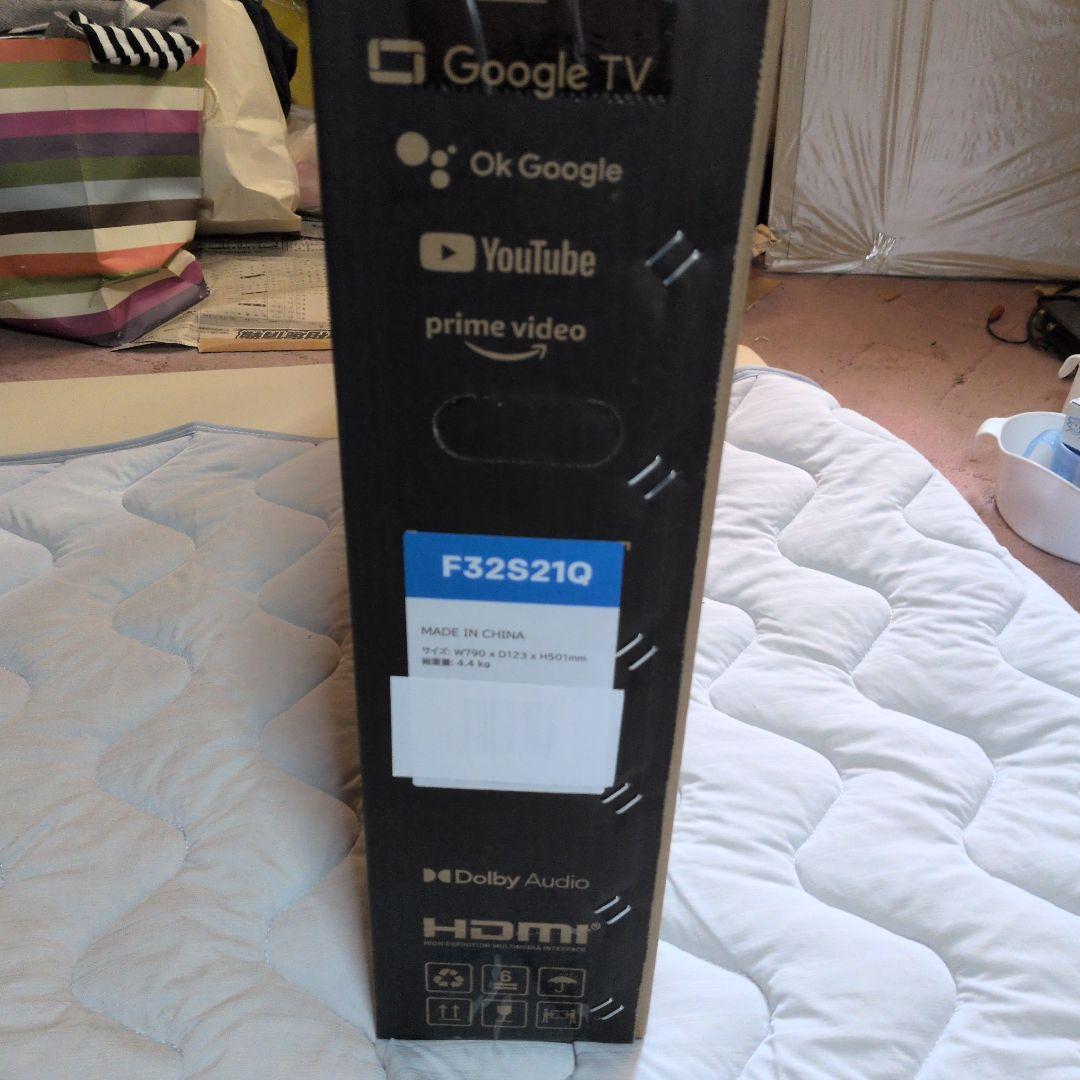 Google TV
Ok Google
YouTube
prime video
F32S21Q
MADE IN CHINA
サイズ: W790 x D123 x H501mm
総重量: 4.4 kg
Dolby Audio
HDMI®
HIGH-DEFINITION MULTIMEDIA INTERFACE
6